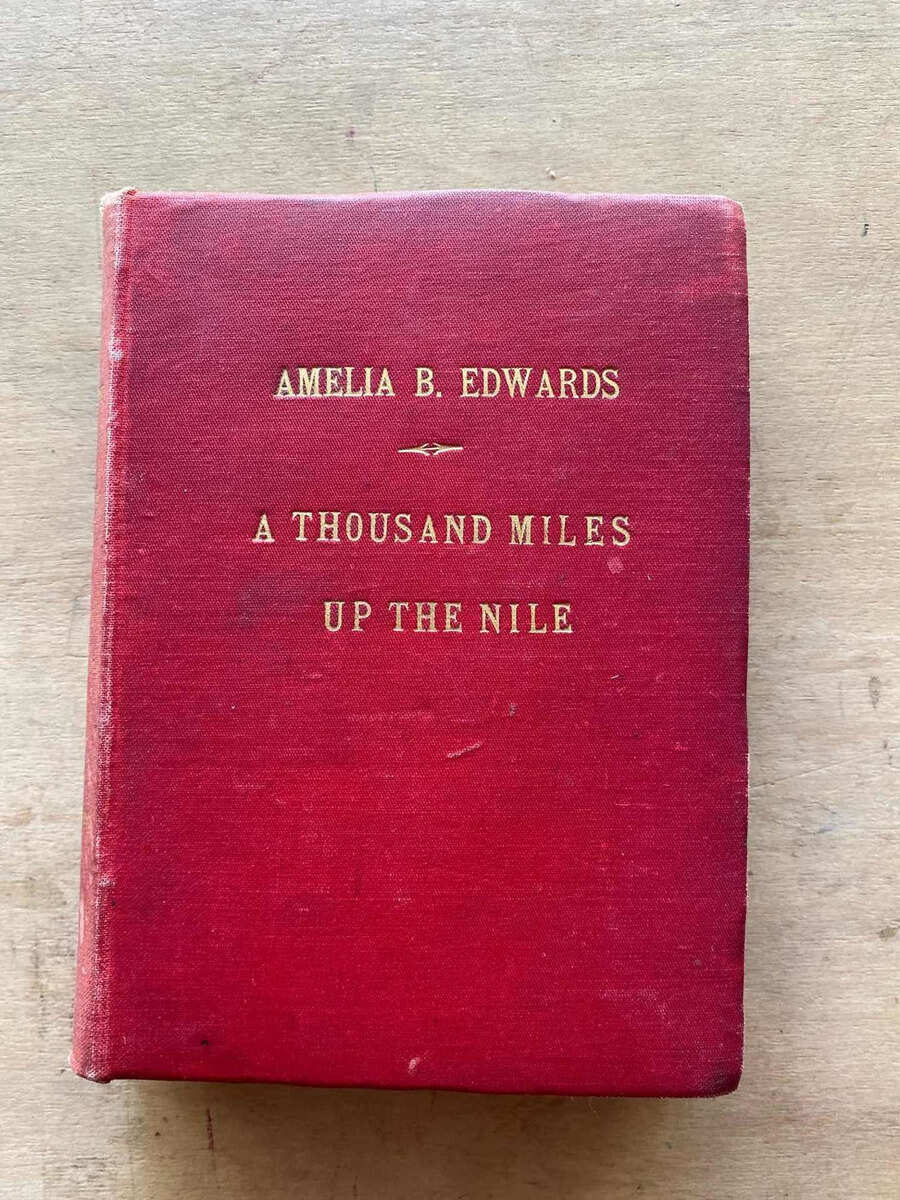 AMELIA B. EDWARDS
A THOUSAND MILES
UP THE NILE